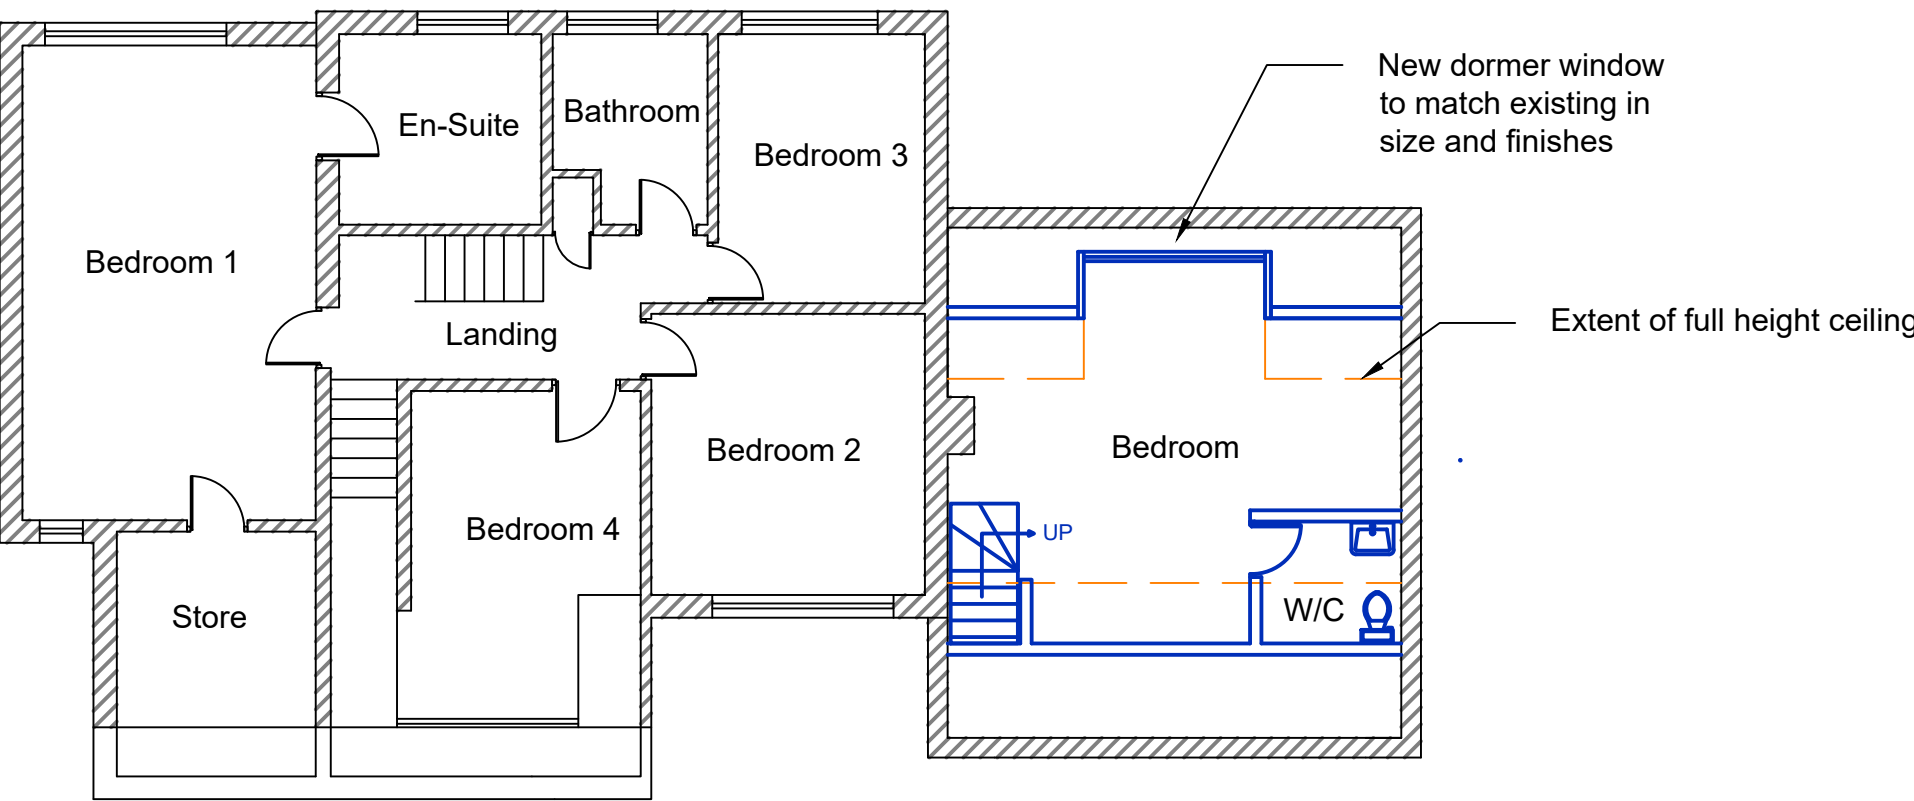 New dormer window
to match existing in
size and finishes
En-Suite
Bathroom
Bedroom 3
Bedroom 1
Landing
Extent of full height ceiling
Bedroom 2
Bedroom
Bedroom 4
UP
Store
W/C